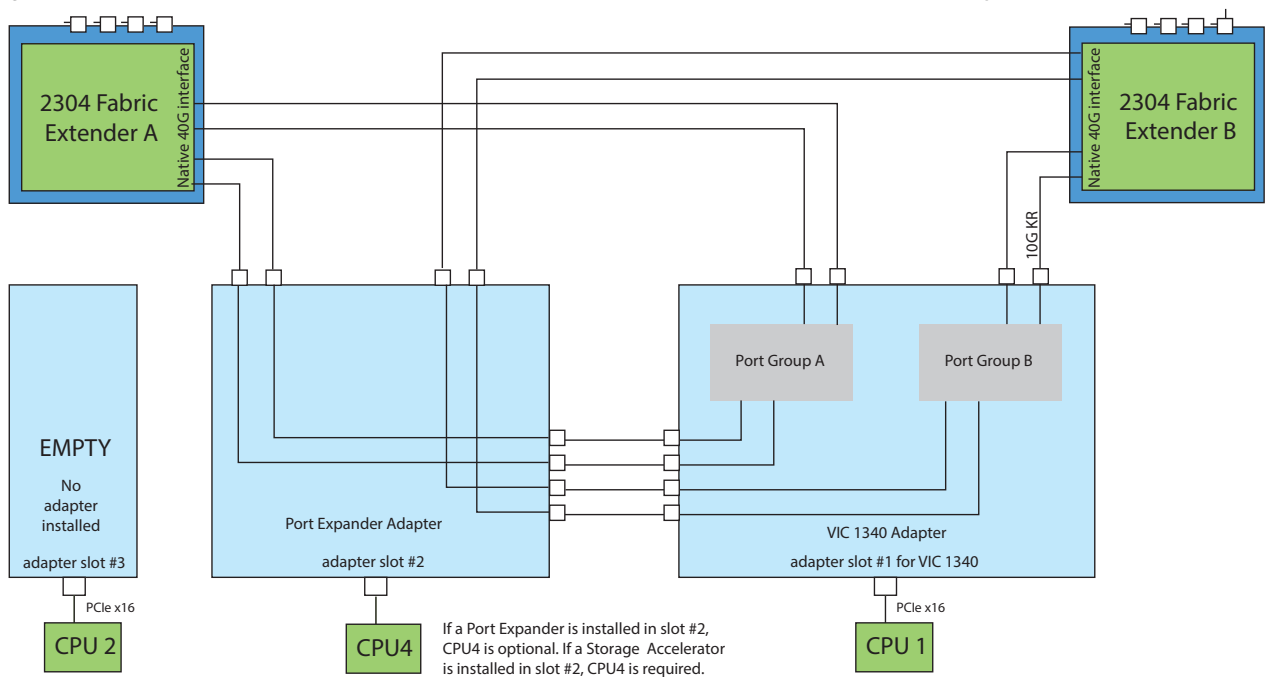 2304 Fabric
Extender A
Native 40G interface
Native 40G interface
2304 Fabric
Extender B
10G KR
EMPTY
No
adapter
installed
adapter slot #3
Port Expander Adapter
adapter slot #2
Port Group A
Port Group B
VIC 1340 Adapter
adapter slot #1 for VIC 1340
PCIe x16
CPU 2
CPU4
If a Port Expander is installed in slot #2,
CPU4 is optional. If a Storage Accelerator
is installed in slot #2, CPU4 is required.
PCIe x16
CPU 1